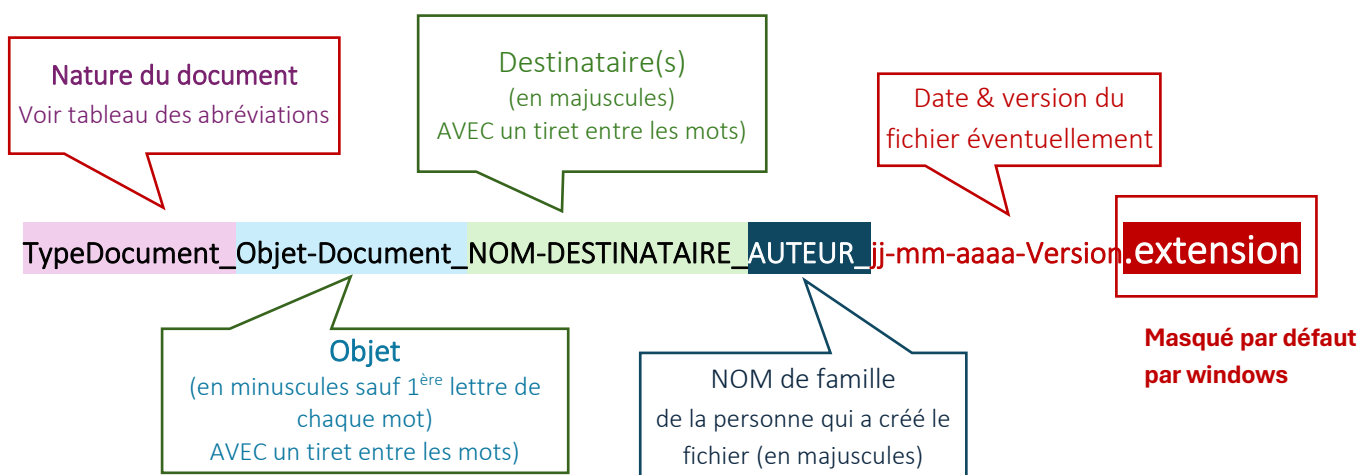 Nature du document
Voir tableau des abréviations
Destinataire(s)
(en majuscules)
AVEC un tiret entre les mots)
Date & version du
fichier éventuellement
TypeDocument_Objet-Document_NOM-DESTINATAIRE_AUTEUR_jj-mm-aaaa-Version.extension
Objet
(en minuscules sauf 1ère lettre de
chaque mot)
AVEC un tiret entre les mots)
NOM de famille
de la personne qui a créé le
fichier (en majuscules)
Masqué par défaut
par windows